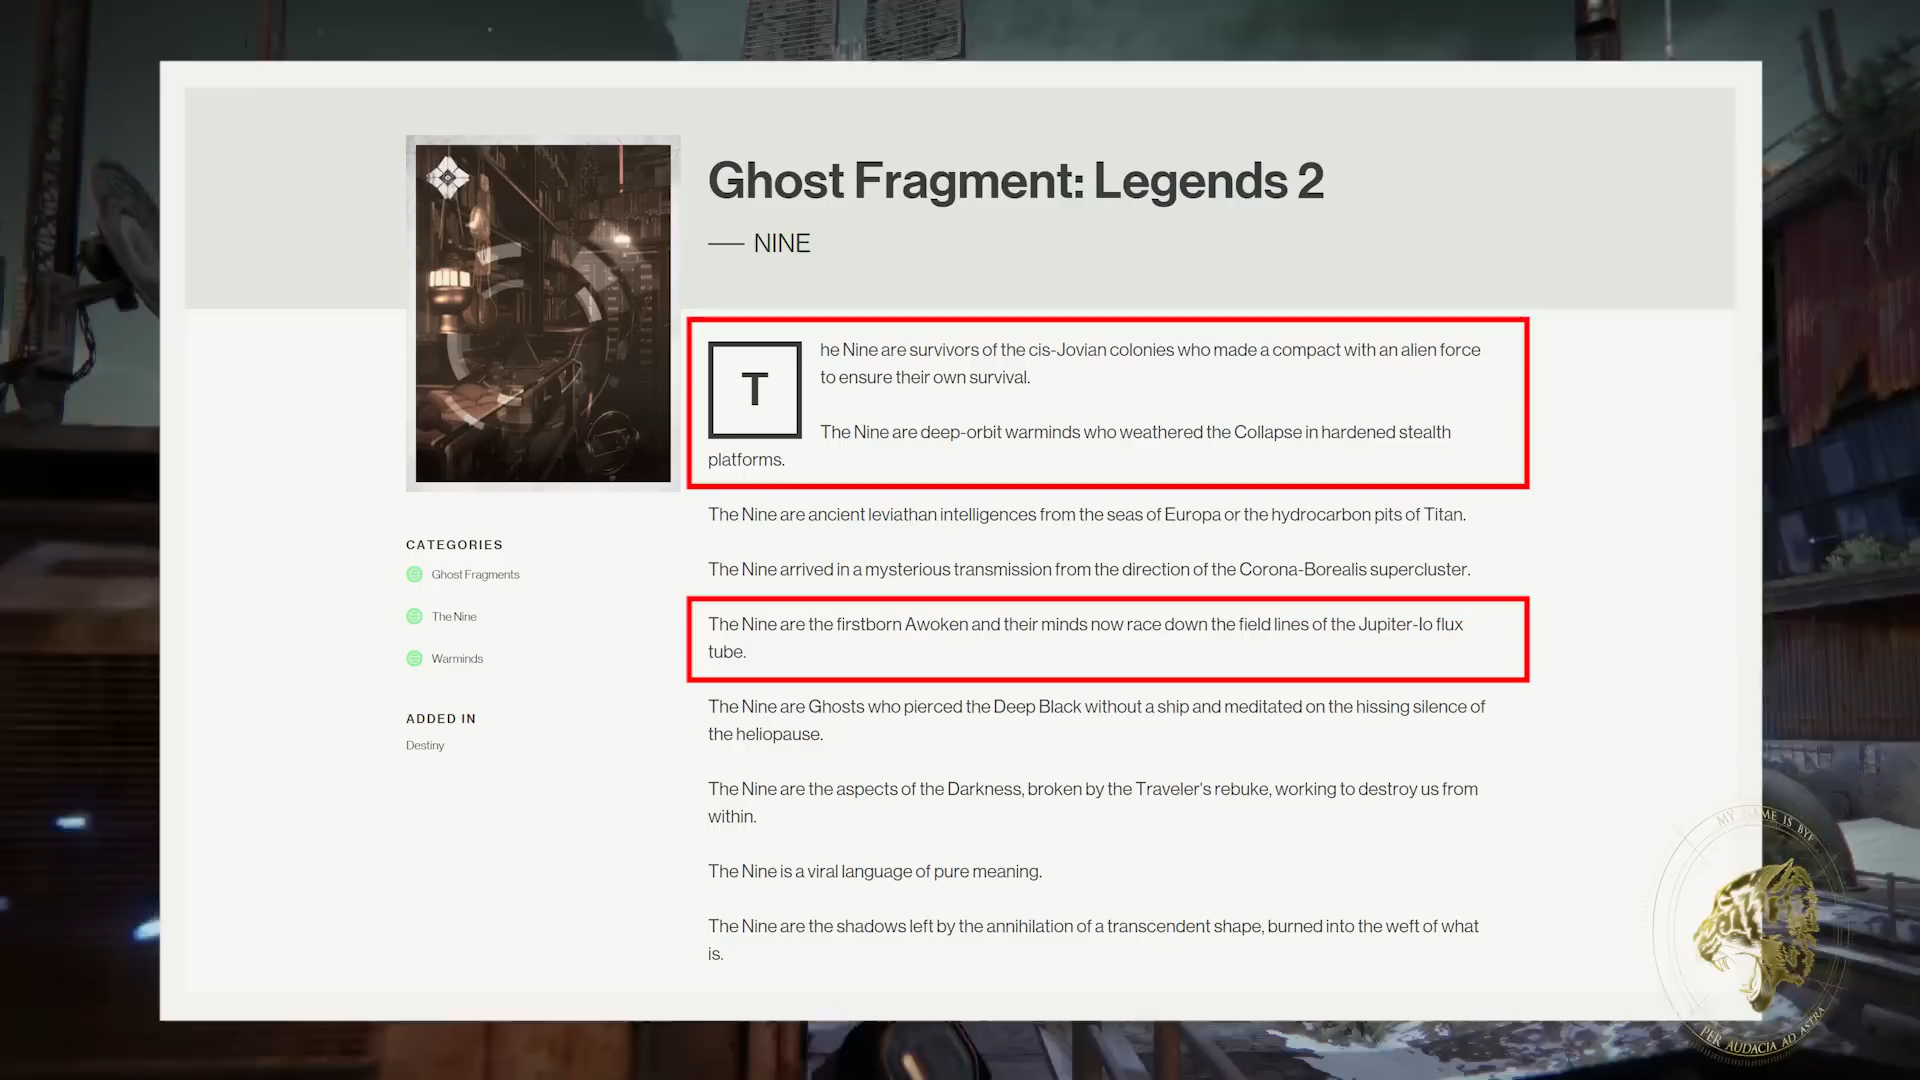 Ghost Fragment: Legends 2
NINE
The Nine are survivors of the cis-Jovian colonies who made a compact with an alien force
to ensure their own survival.
The Nine are deep-orbit warminds who weathered the Collapse in hardened stealth
platforms.
The Nine are ancient leviathan intelligences from the seas of Europa or the hydrocarbon pits of Titan.
The Nine arrived in a mysterious transmission from the direction of the Corona-Borealis supercluster.
The Nine are the firstborn Awoken and their minds now race down the field lines of the Jupiter-Io flux
tube.
The Nine are Ghosts who pierced the Deep Black without a ship and meditated on the hissing silence of
the heliopause.
The Nine are the aspects of the Darkness, broken by the Traveler's rebuke, working to destroy us from
within.
The Nine is a viral language of pure meaning.
The Nine are the shadows left by the annihilation of a transcendent shape, burned into the weft of what
is.
CATEGORIES
Ghost Fragments
The Nine
Warminds
ADDED IN
Destiny
MY NAME IS BYF
PER AUDACIA AD ASTRA